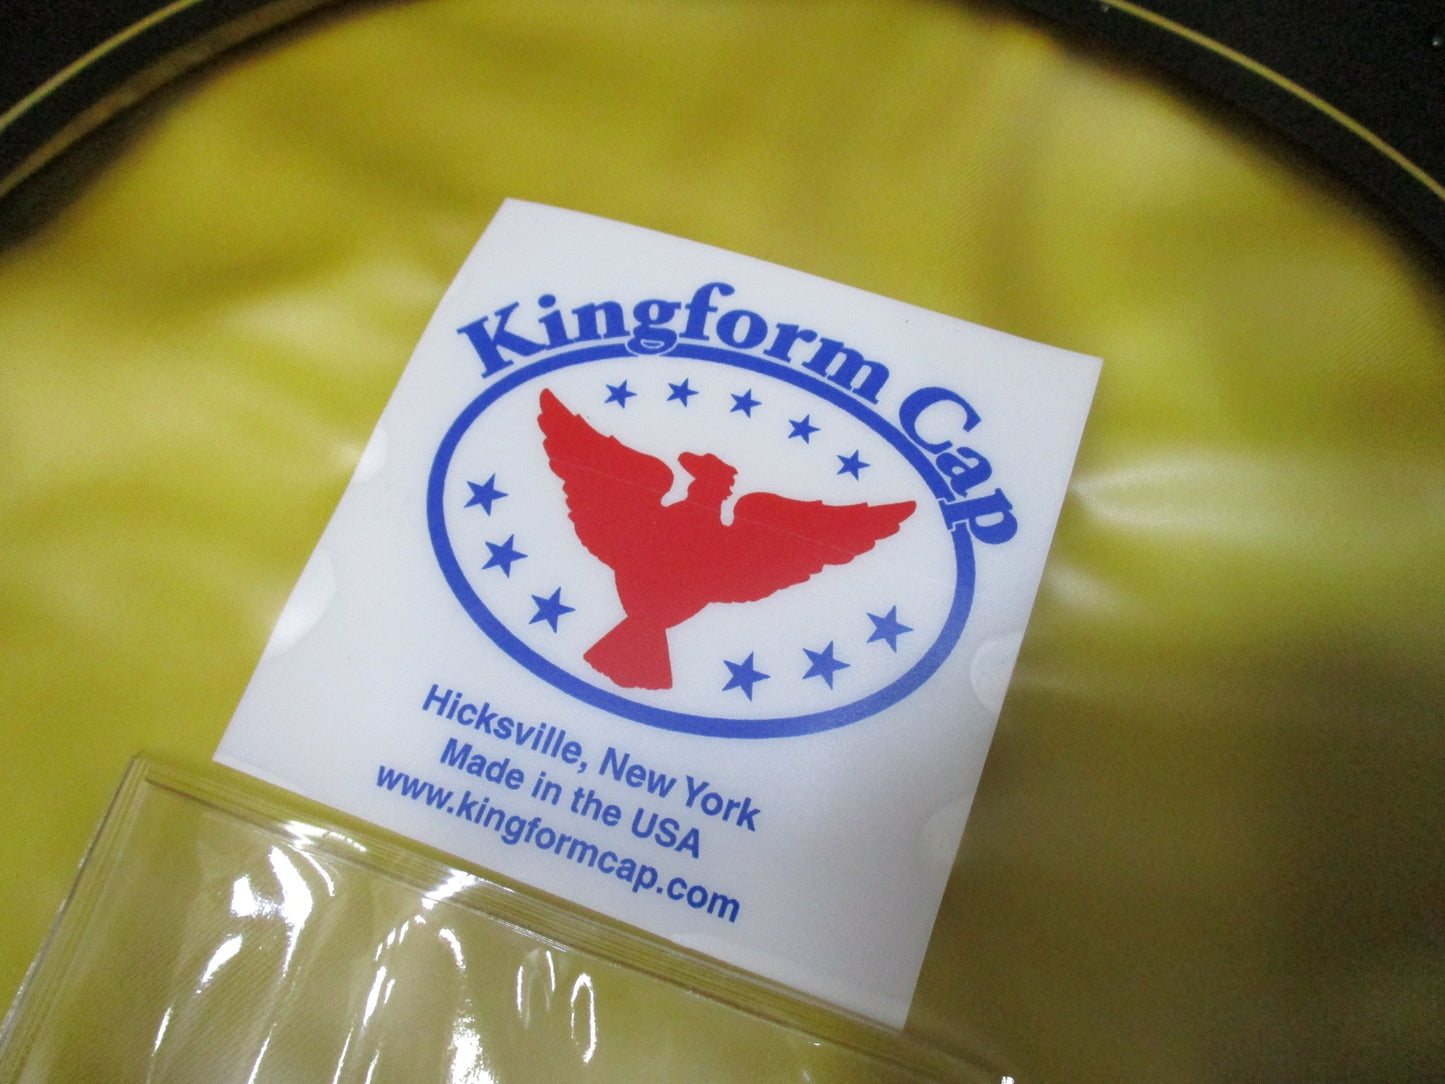 Kingform Cap
Hicksville, New York
Made in the USA
www.kingformcap.com